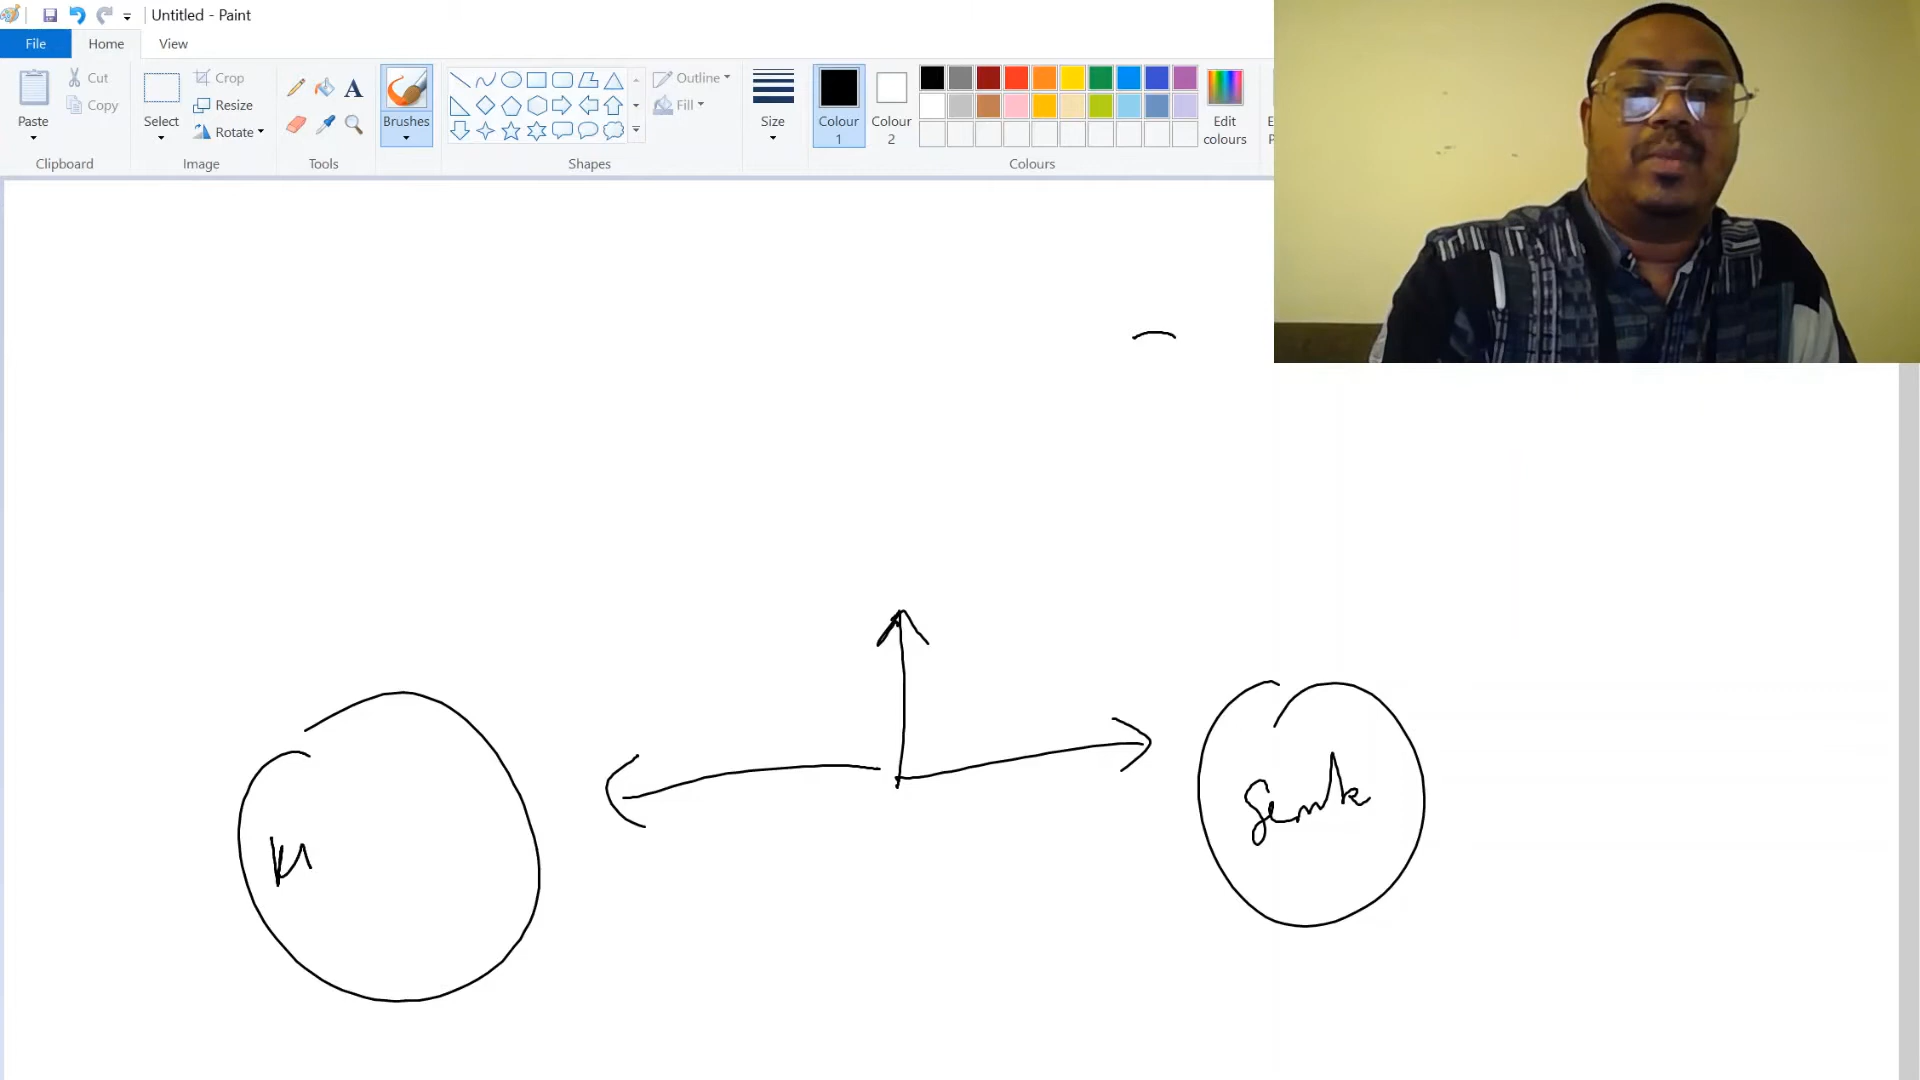 Untitled - Paint
File Home View
Paste
Cut
Copy
Clipboard
Select
Crop
Resize
Rotate
Image
A
Tools
Brushes
Shapes
Outline
Fill
Size
Colour 1
Colour 2
Edit colours
Colours